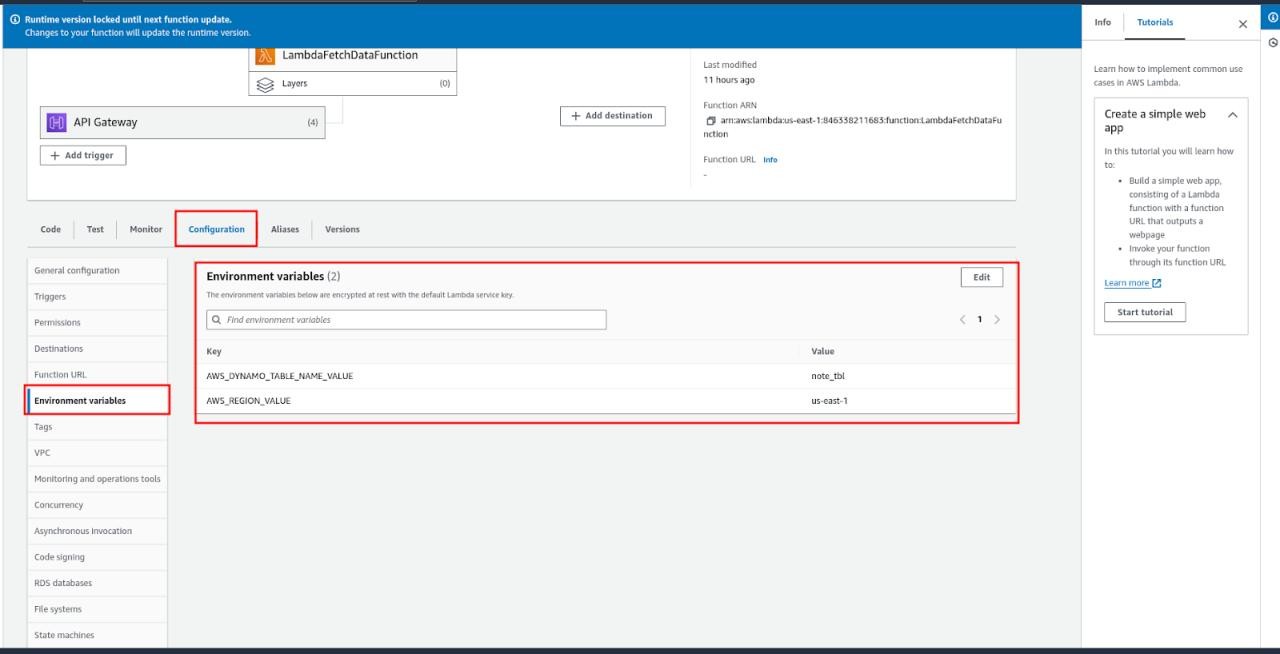 Runtime version locked until next function update.
Changes to your function will update the runtime version.
LambdaFetchDataFunction
Layers (0)
API Gateway (4)
+ Add trigger
+ Add destination
Last modified
11 hours ago
Function ARN
arn:aws:lambda:us-east-1:846338211683:function:LambdaFetchDataFu
nction
Function URL Info
-
Code Test Monitor Configuration Aliases Versions
General configuration
Triggers
Permissions
Destinations
Function URL
Environment variables
Tags
VPC
Monitoring and operations tools
Concurrency
Asynchronous invocation
Code signing
RDS databases
File systems
State machines
Environment variables (2)
Edit
The environment variables below are encrypted at rest with the default Lambda service key.
Find environment variables
1
Key Value
AWS_DYNAMO_TABLE_NAME_VALUE note_tbl
AWS_REGION_VALUE us-east-1
Info Tutorials
Learn how to implement common use
cases in AWS Lambda.
Create a simple web
app
In this tutorial you will learn how
to:
• Build a simple web app,
consisting of a Lambda
function with a function
URL that outputs a
webpage
• Invoke your function
through its function URL
Learn more
Start tutorial